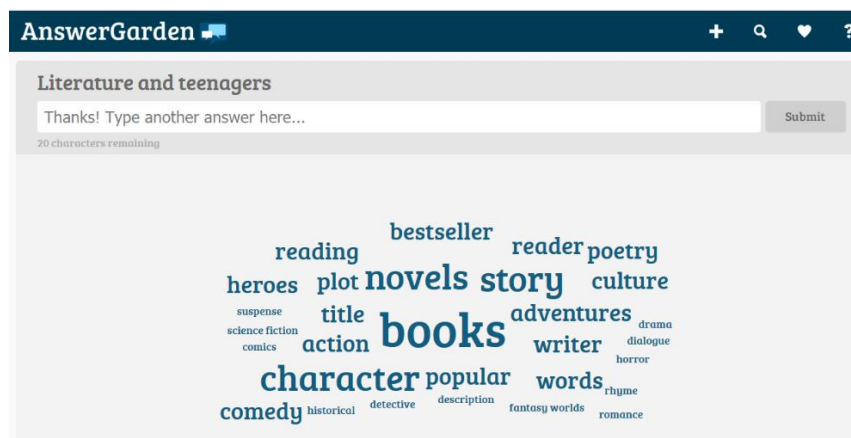 AnswerGarden
Literature and teenagers
Thanks! Type another answer here...
Submit
20 characters remaining
bestseller
reading reader poetry
heroes plot novels story culture
suspense title adventures
science fiction books drama
comics action writer dialogue
horror
character popular words rhyme
comedy historical detective description fantasy worlds romance